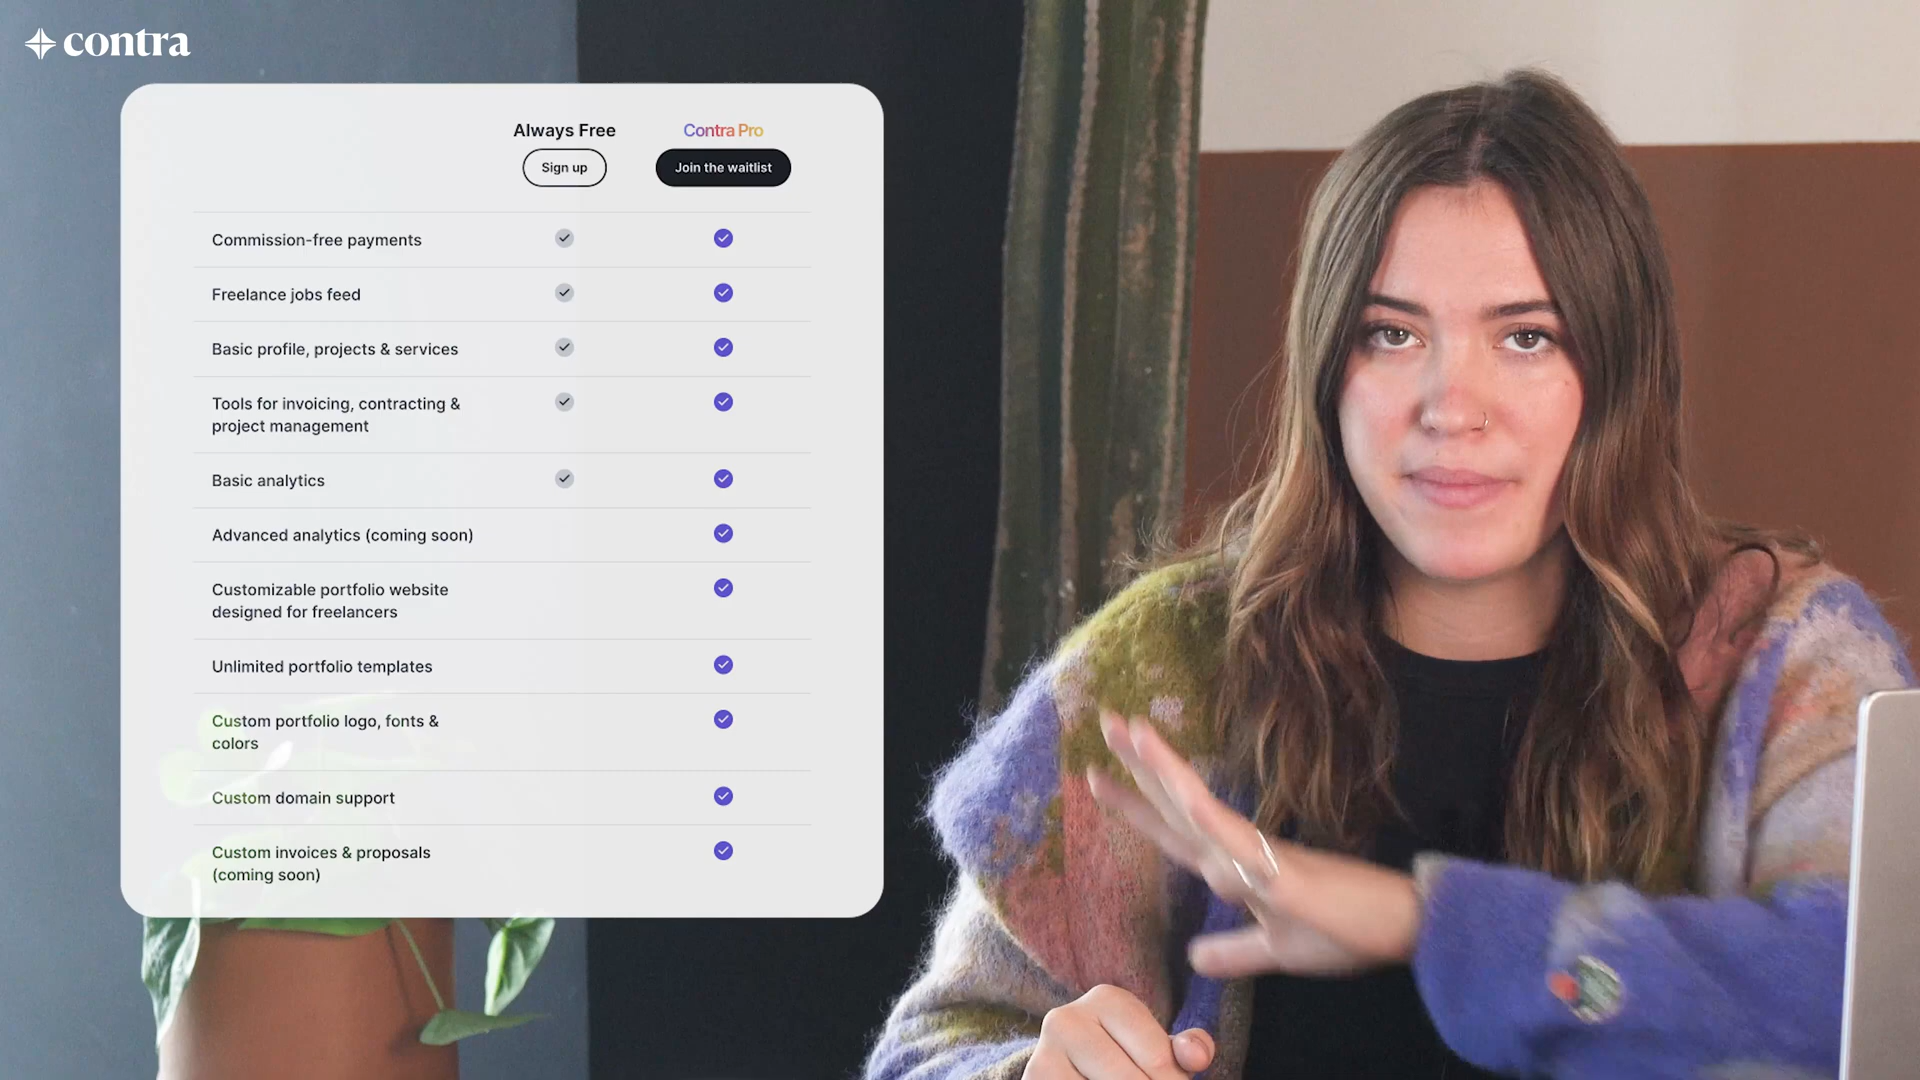 contra
Always Free
Contra Pro
Sign up
Join the waitlist
Commission-free payments
Freelance jobs feed
Basic profile, projects & services
Tools for invoicing, contracting &
project management
Basic analytics
Advanced analytics (coming soon)
Customizable portfolio website
designed for freelancers
Unlimited portfolio templates
Custom portfolio logo, fonts &
colors
Custom domain support
Custom invoices & proposals
(coming soon)